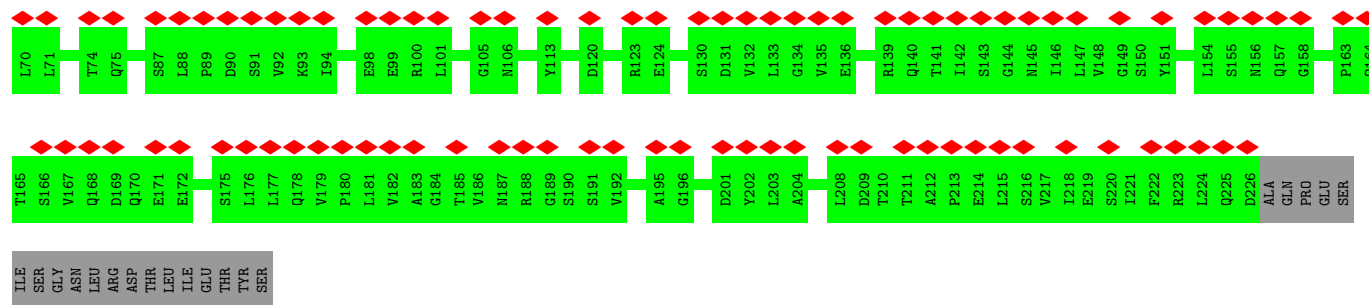 L70 L71 T74 Q75 S87 L88 P89 D90 S91 V92 K93 I94 E98 E99 R100 L101 G105 N106 Y113 D120 R123 E124 S130 D131 V132 L133 G134 V135 E136 R139 Q140 T141 I142 S143 G144 N145 I146 L147 V148 G149 S150 Y151 L154 S155 N156 Q157 G158 P163
T165 S166 V167 Q168 D169 Q170 E171 E172 S175 L176 L177 Q178 V179 P180 L181 V182 A183 G184 T185 V186 N187 R188 G189 S190 S191 V192 A195 G196 D201 Y202 L203 A204 L208 D209 T210 T211 A212 P213 E214 L215 S216 V217 I218 E219 S220 I221 F222 R223 L224 Q225 D226 ALA GLN PRO GLU SER
ILE SER GLY ASN LEU ARG ASP THR LEU ILE GLU THR TYR SER